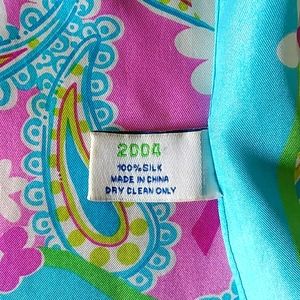 2004
100% SILK
MADE IN CHINA
DRY CLEAN ONLY